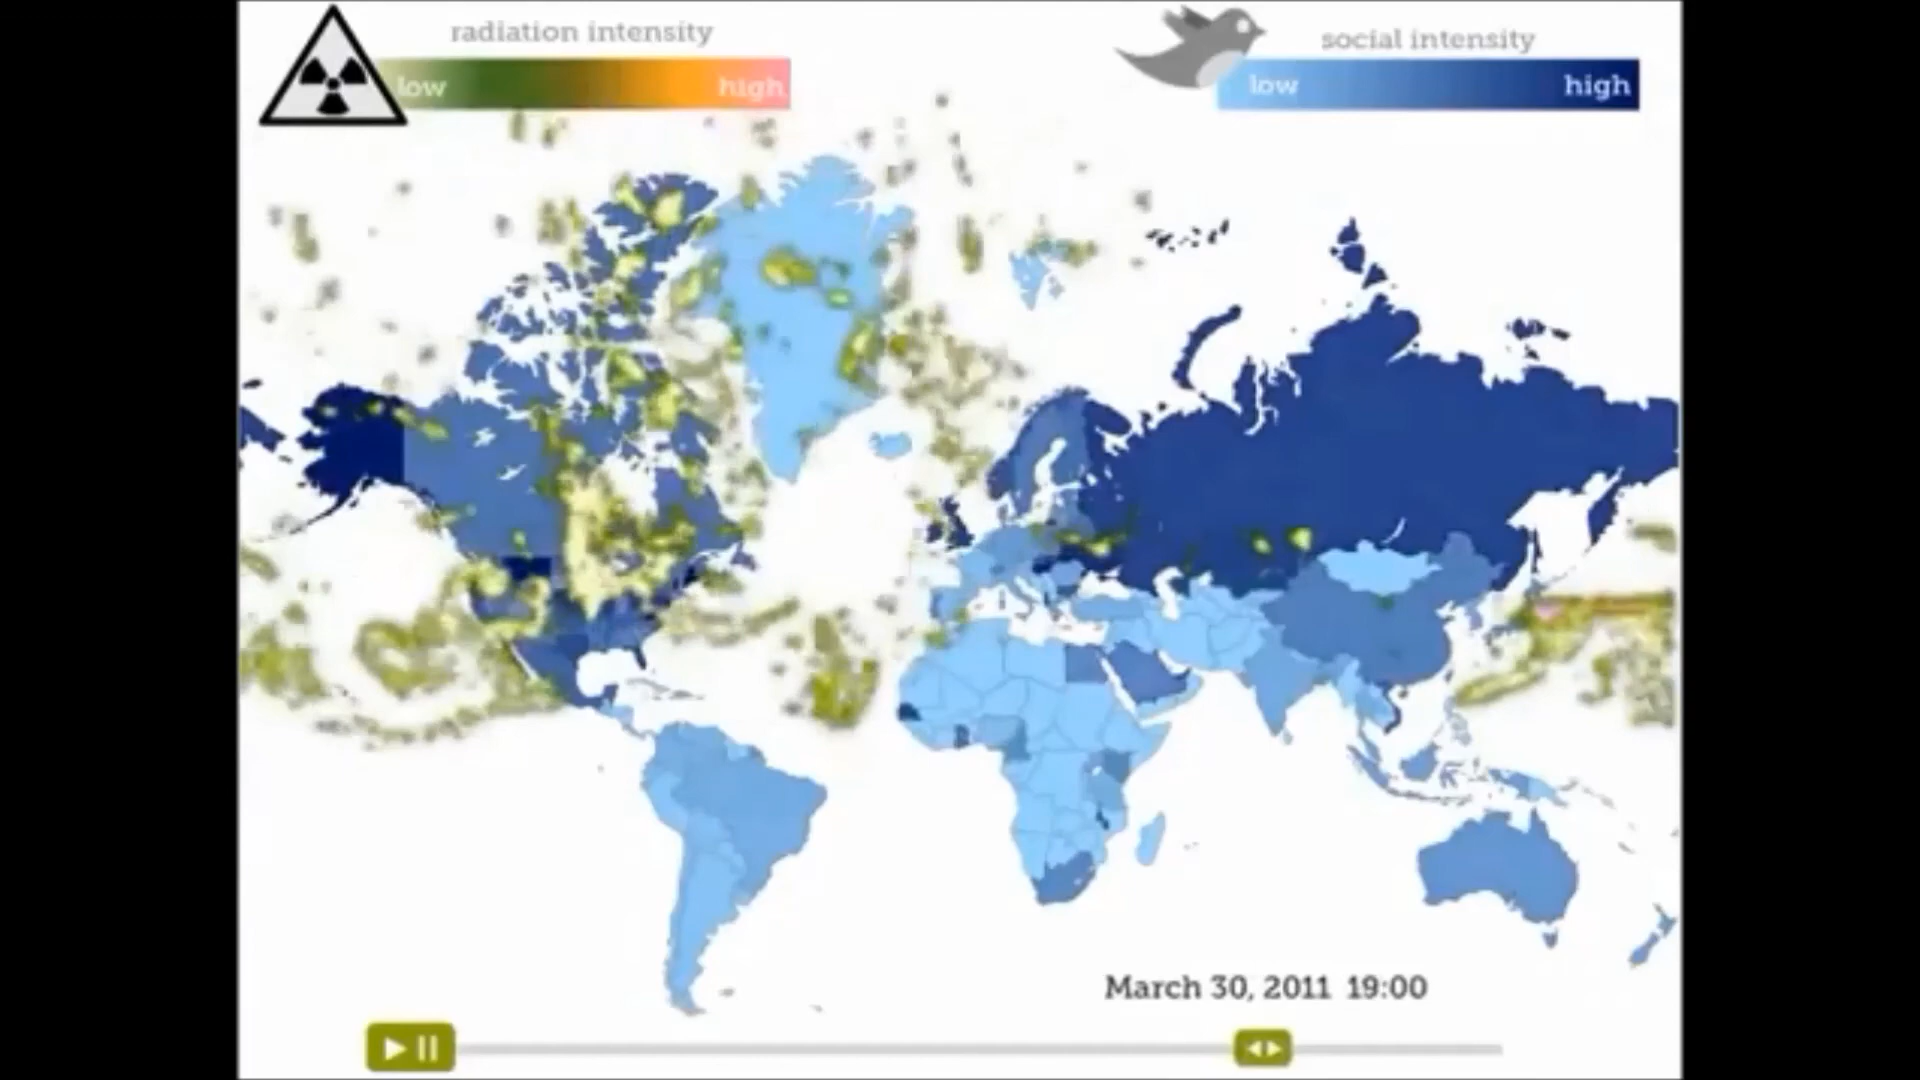 radiation intensity
low high
social intensity
low high
March 30, 2011 19:00